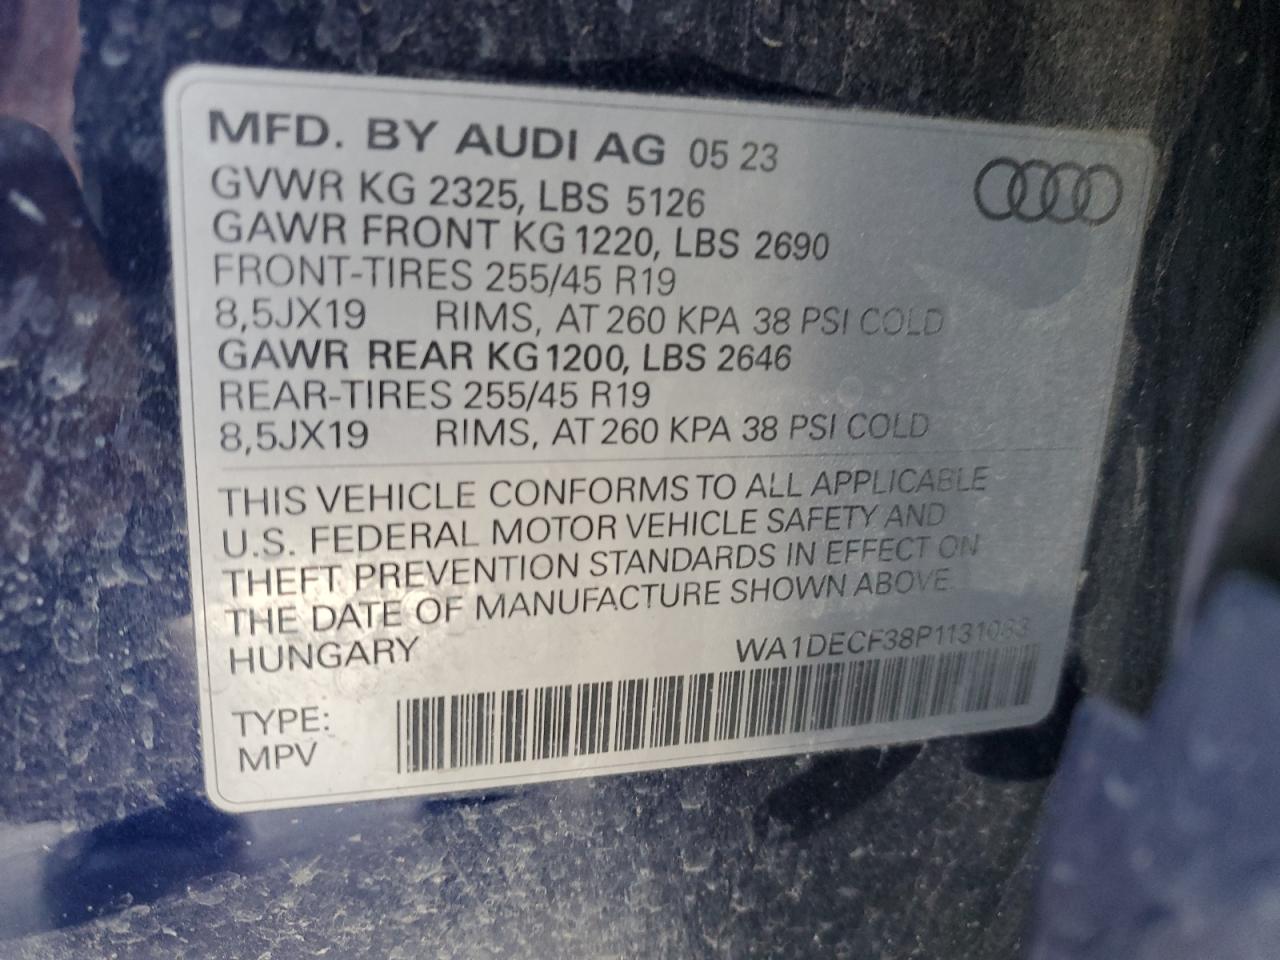 MFD. BY AUDI AG 05 23
GVWR KG 2325, LBS 5126
GAWR FRONT KG 1220, LBS 2690
FRONT-TIRES 255/45 R19
8,5JX19 RIMS, AT 260 KPA 38 PSI COLD
GAWR REAR KG 1200, LBS 2646
REAR-TIRES 255/45 R19
8,5JX19 RIMS, AT 260 KPA 38 PSI COLD
THIS VEHICLE CONFORMS TO ALL APPLICABLE
U.S. FEDERAL MOTOR VEHICLE SAFETY AND
THEFT PREVENTION STANDARDS IN EFFECT ON
THE DATE OF MANUFACTURE SHOWN ABOVE.
HUNGARY WA1DECF38P1131083
TYPE:
MPV